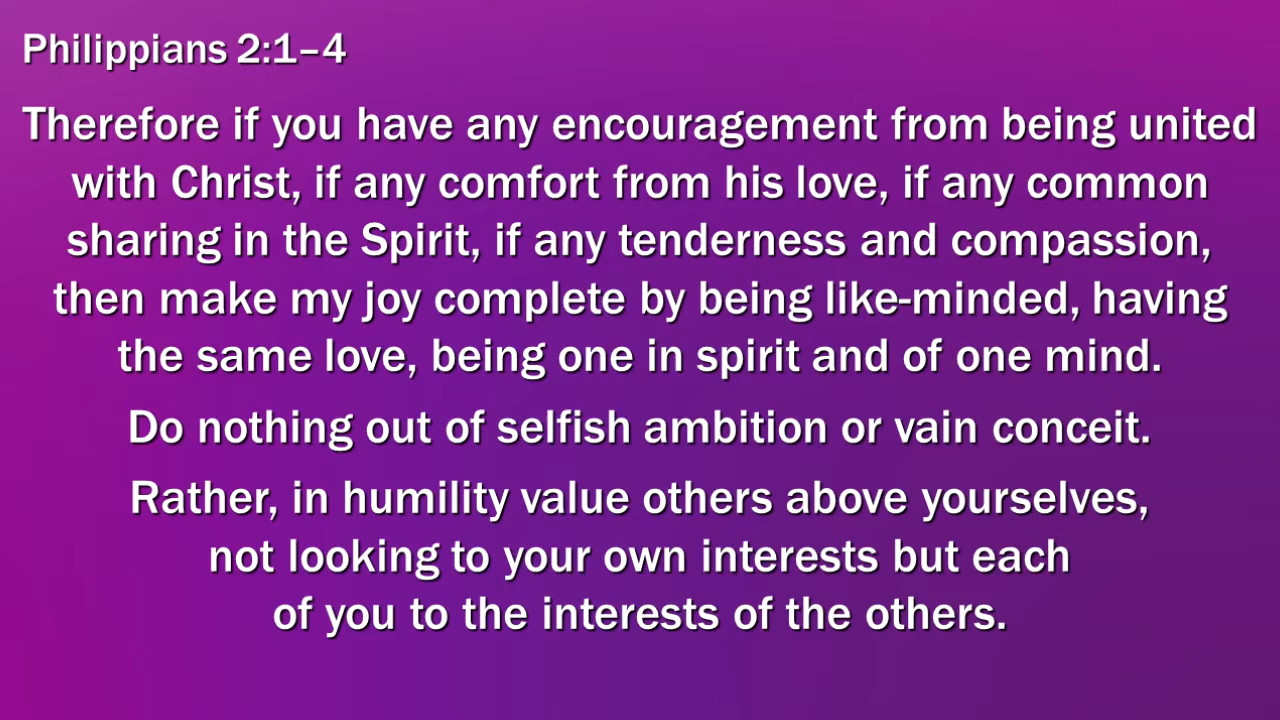 Philippians 2:1–4
Therefore if you have any encouragement from being united
with Christ, if any comfort from his love, if any common
sharing in the Spirit, if any tenderness and compassion,
then make my joy complete by being like-minded, having
the same love, being one in spirit and of one mind.
Do nothing out of selfish ambition or vain conceit.
Rather, in humility value others above yourselves,
not looking to your own interests but each
of you to the interests of the others.